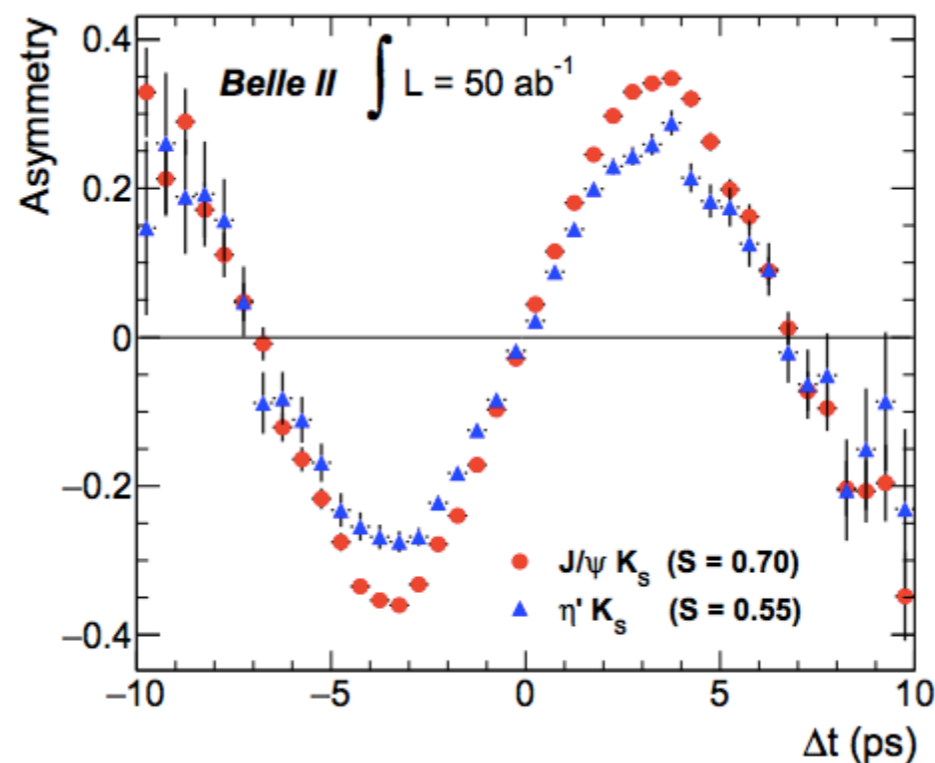 Asymmetry
Belle II ∫ L = 50 ab⁻¹
0.4
0.2
0
−0.2
−0.4
J/ψ Kₛ (S = 0.70)
η' Kₛ (S = 0.55)
−10 −5 0 5 10
Δt (ps)